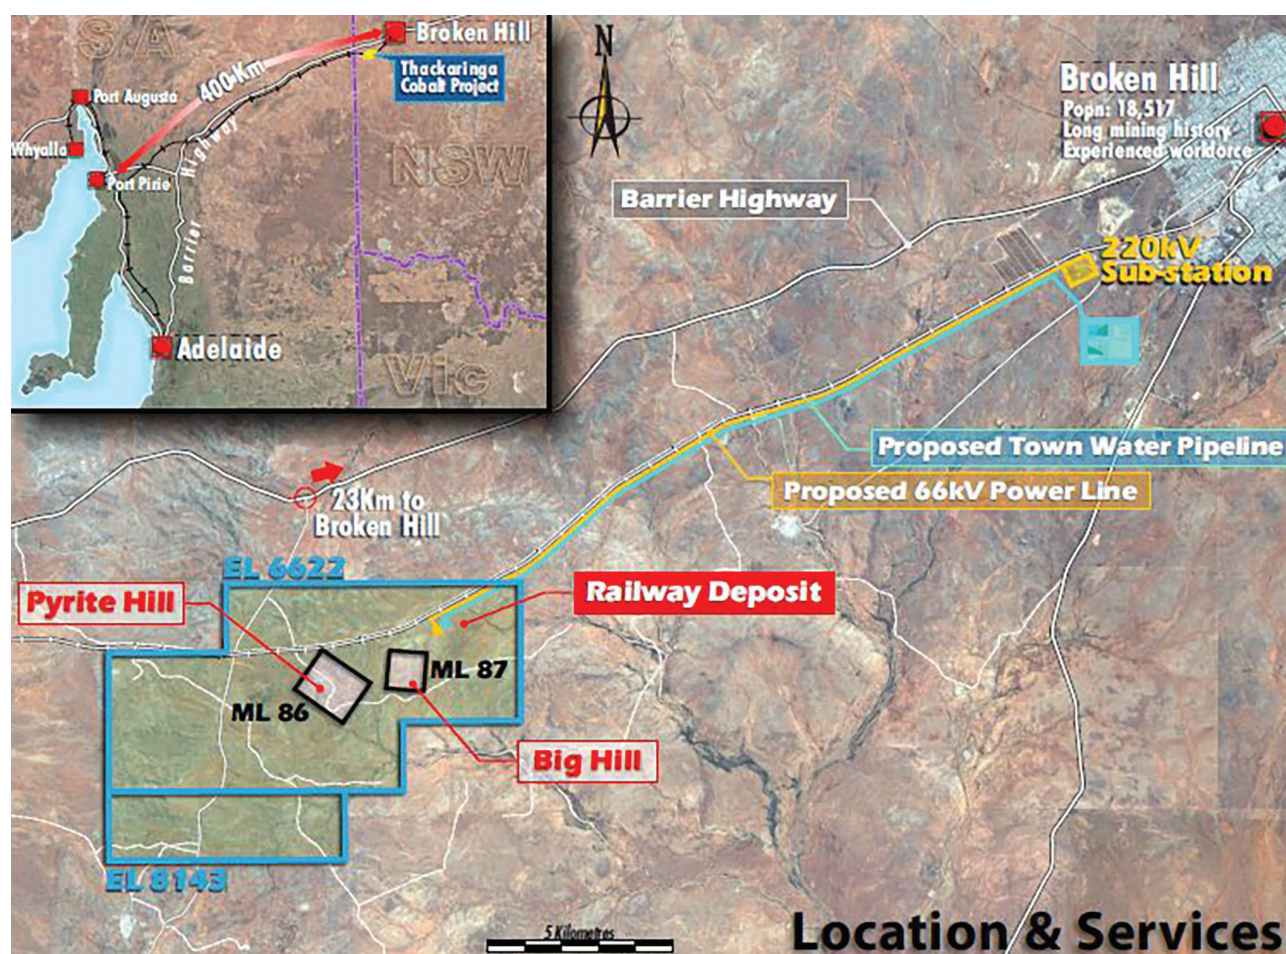 S.A
Broken Hill
Thackaringa
Cobalt Project
400 Km
Port Augusta
Whyalla
Port Pirie
Highway
Barrier
NSW
Adelaide
Vic
N
Broken Hill
Popn: 18,517
Long mining history
Experienced workforce
Barrier Highway
220kV
Sub-station
Proposed Town Water Pipeline
Proposed 66kV Power Line
23Km to
Broken Hill
EL 6622
Pyrite Hill
Railway Deposit
ML 87
ML 86
Big Hill
EL 8143
5 Kilometres
Location & Services